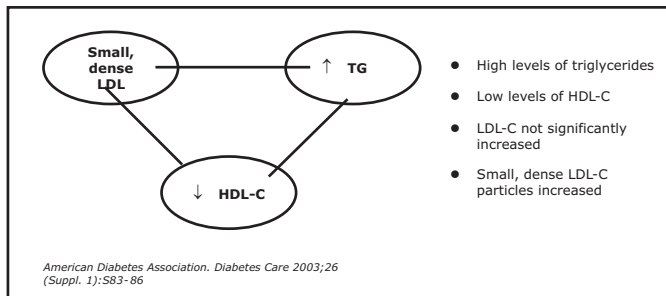 Small,
dense
LDL
↑ TG
↓ HDL-C
● High levels of triglycerides
● Low levels of HDL-C
● LDL-C not significantly
increased
● Small, dense LDL-C
particles increased
American Diabetes Association. Diabetes Care 2003;26
(Suppl. 1):S83-86